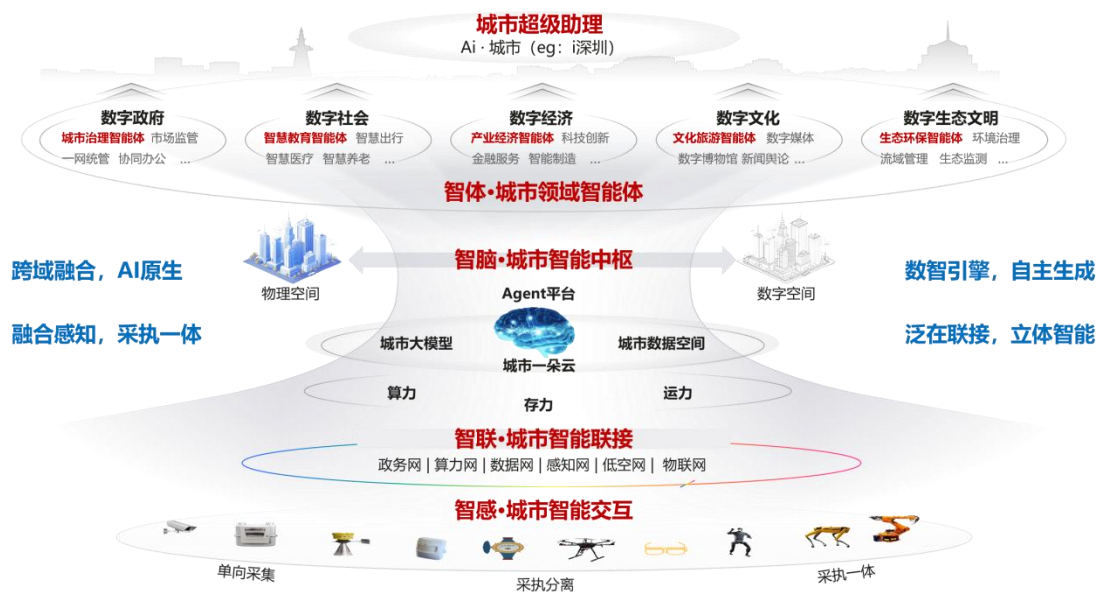 城市超级助理
Ai · 城市（eg：i深圳）
数字政府
城市治理智能体 市场监管
一网统管 协同办公 ...
数字社会
智慧教育智能体 智慧出行
智慧医疗 智慧养老 ...
数字经济
产业经济智能体 科技创新
金融服务 智能制造 ...
数字文化
文化旅游智能体 数字媒体
数字博物馆 新闻舆论 ...
数字生态文明
生态环保智能体 环境治理
流域管理 生态监测 ...
智体·城市领域智能体
跨域融合，AI原生
物理空间
智脑·城市智能中枢
数字空间
数智引擎，自主生成
Agent平台
融合感知，采执一体
城市大模型
城市数据空间
泛在联接，立体智能
城市一朵云
算力
存力
运力
智联·城市智能联接
政务网 | 算力网 | 数据网 | 感知网 | 低空网 | 物联网
智感·城市智能交互
单向采集
采执分离
采执一体